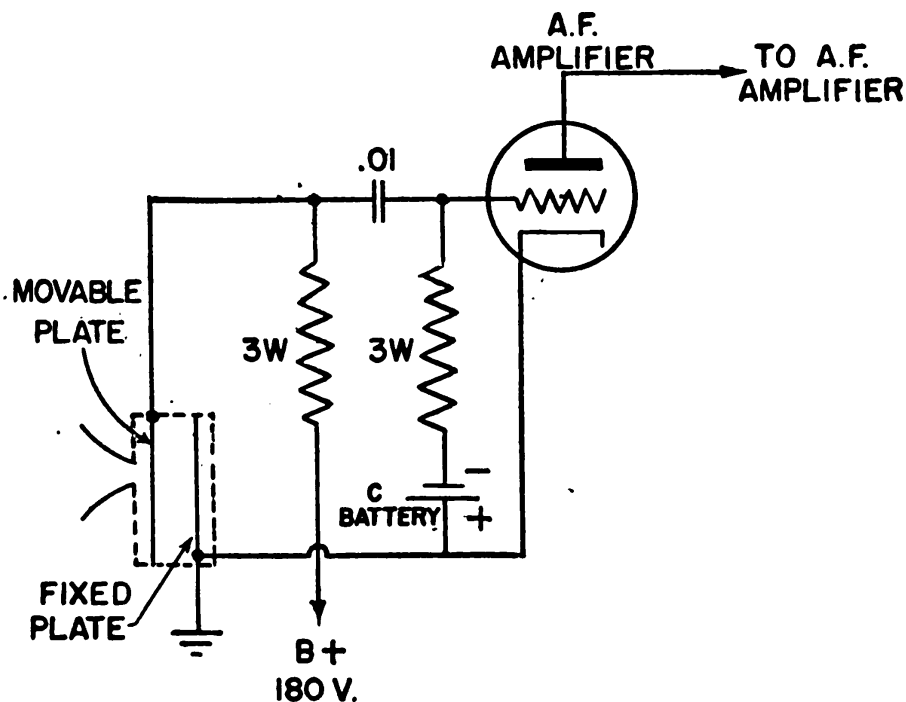 A.F.
AMPLIFIER
TO A.F.
AMPLIFIER
.01
MOVABLE
PLATE
3W
3W
C
BATTERY
-
+
FIXED
PLATE
B+
180 V.